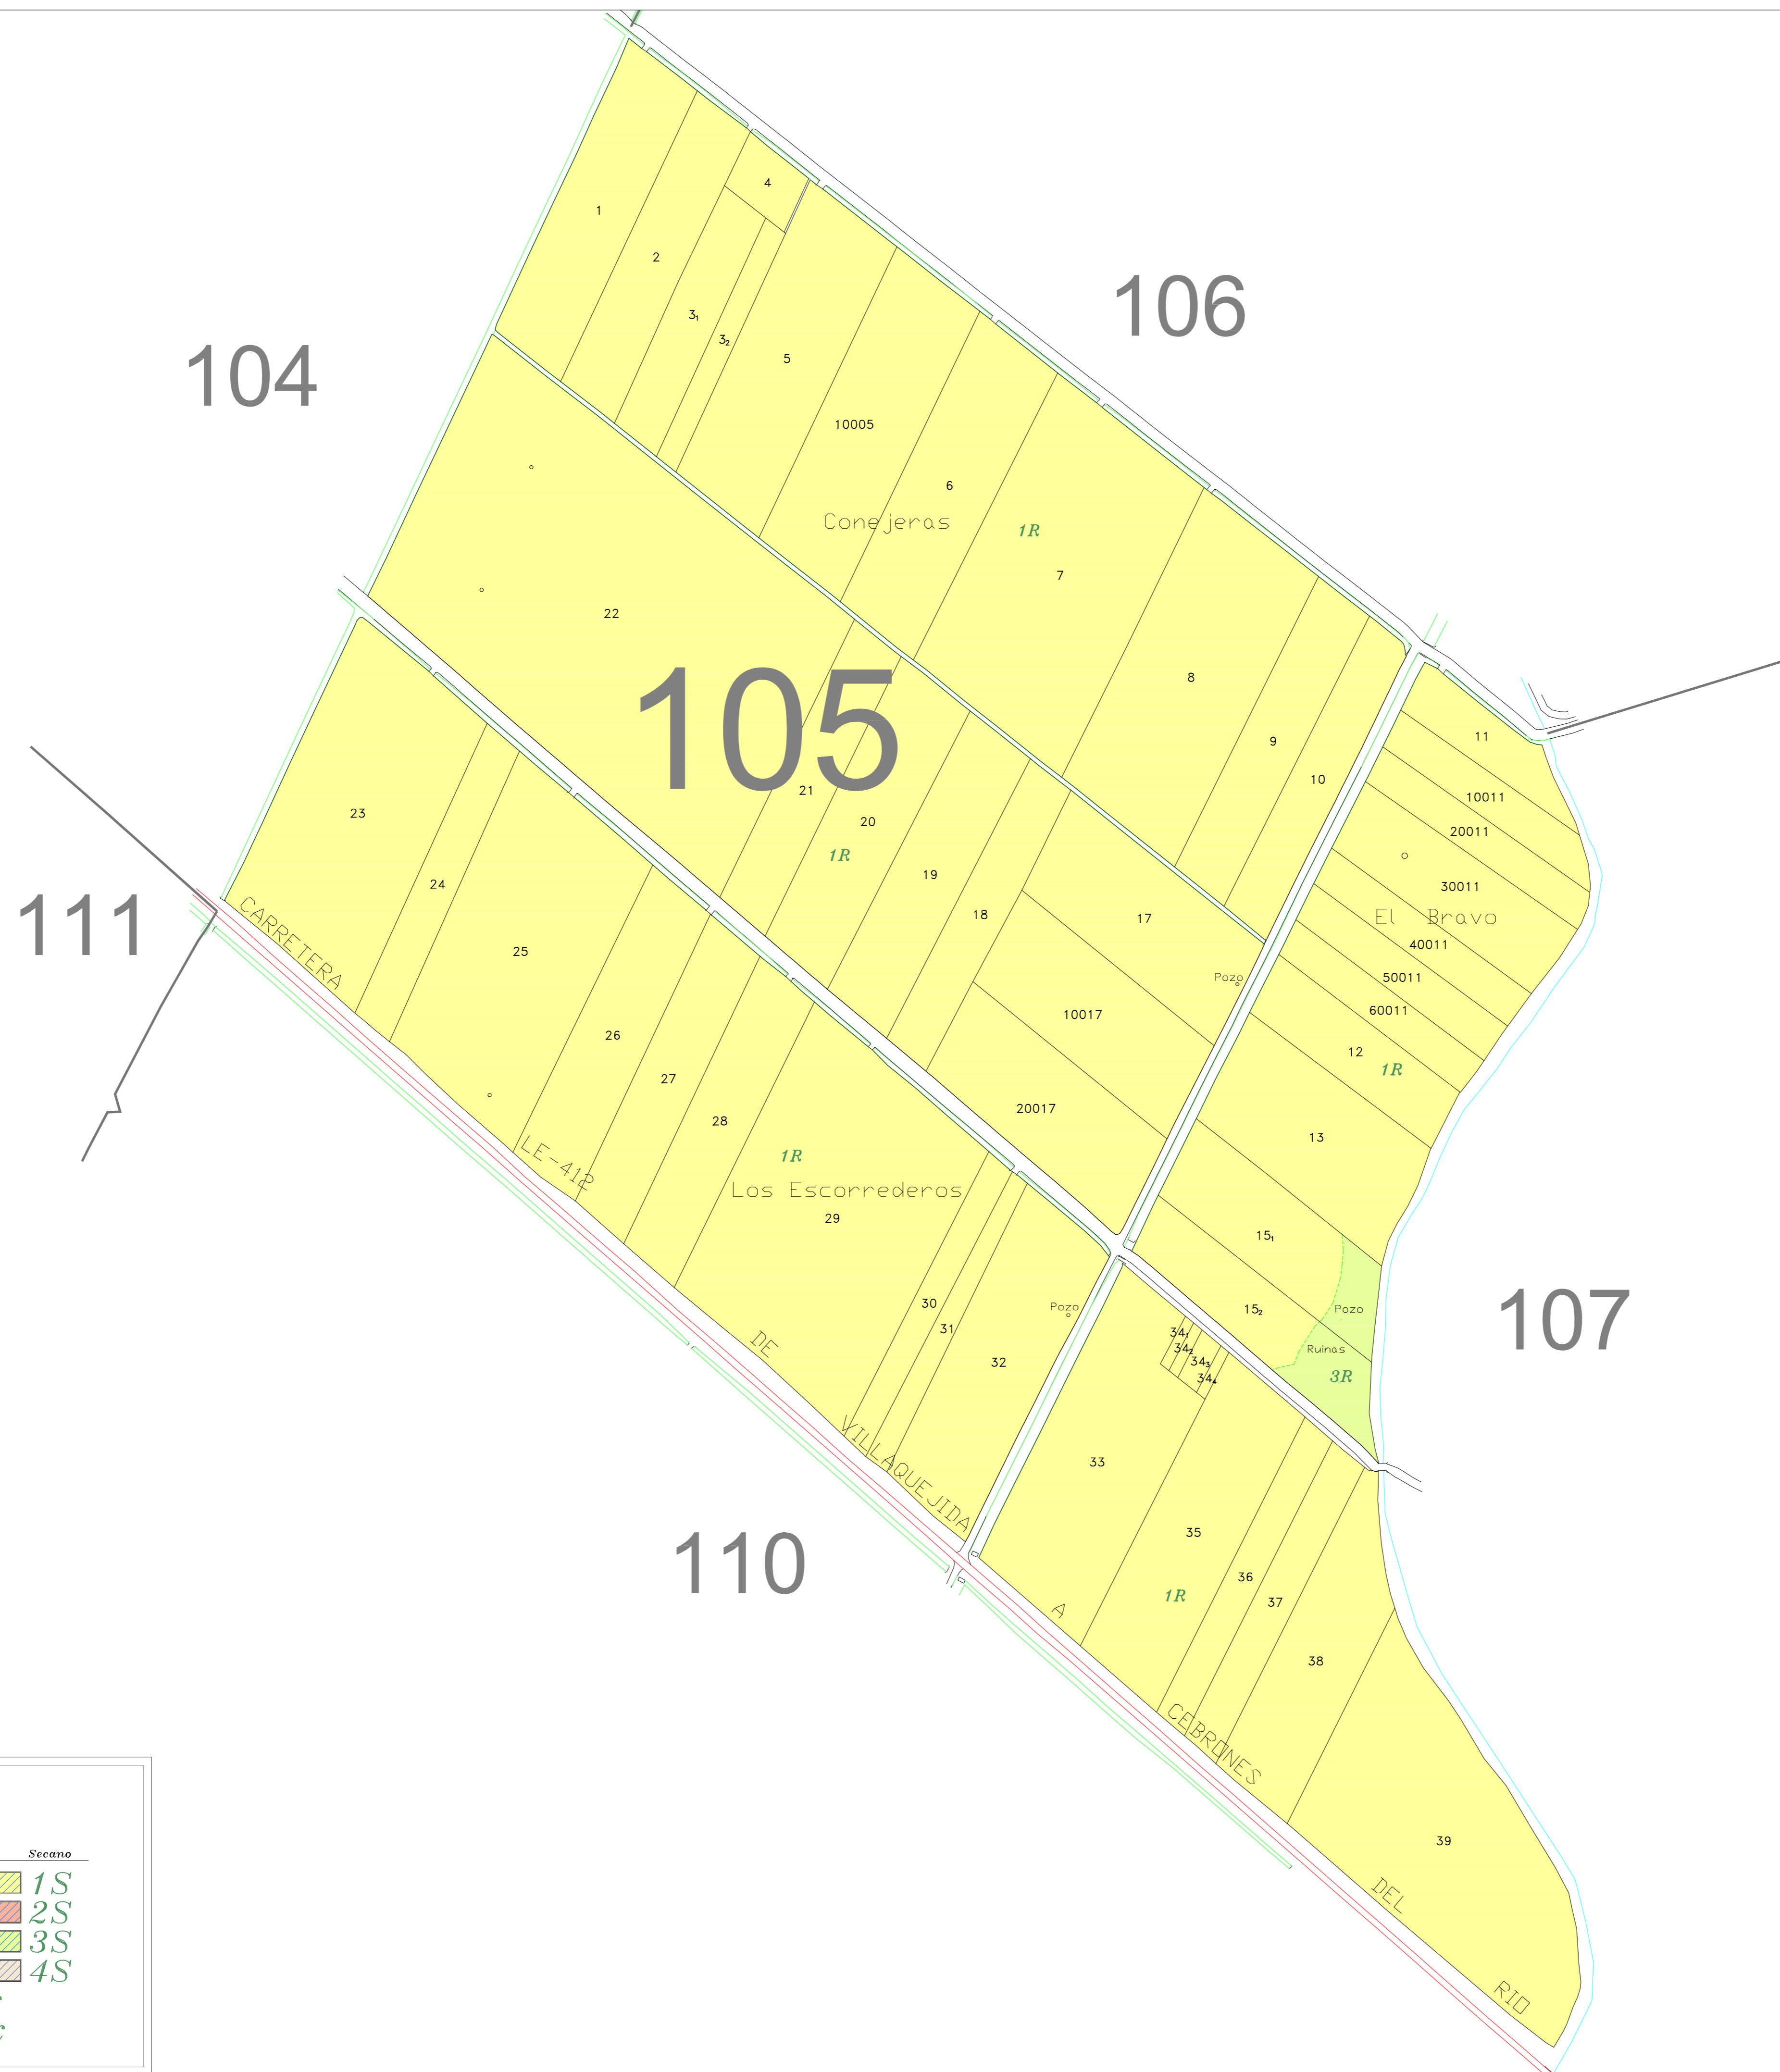 4
1
2
106
3₁
3₂
5
104
10005
6
Conejeras
1R
7
22
8
105
9
11
10
21
10011
23
20
20011
1R
19
30011
24
18
17
El Bravo
111
CARRETERA
40011
25
Pozo
50011
10017
60011
26
12
1R
27
20017
28
13
LE-412
1R
Los Escorrederos
29
15₁
30
Pozo
15₂
Pozo
107
31
34₁
DE
34₂
Ruinas
32
34₃
34₄
3R
VILLAQUEJIDA
33
35
110
36
1R
37
A
38
CEBRONES
39
Secano
1S
DEL
2S
3S
4S
RIO